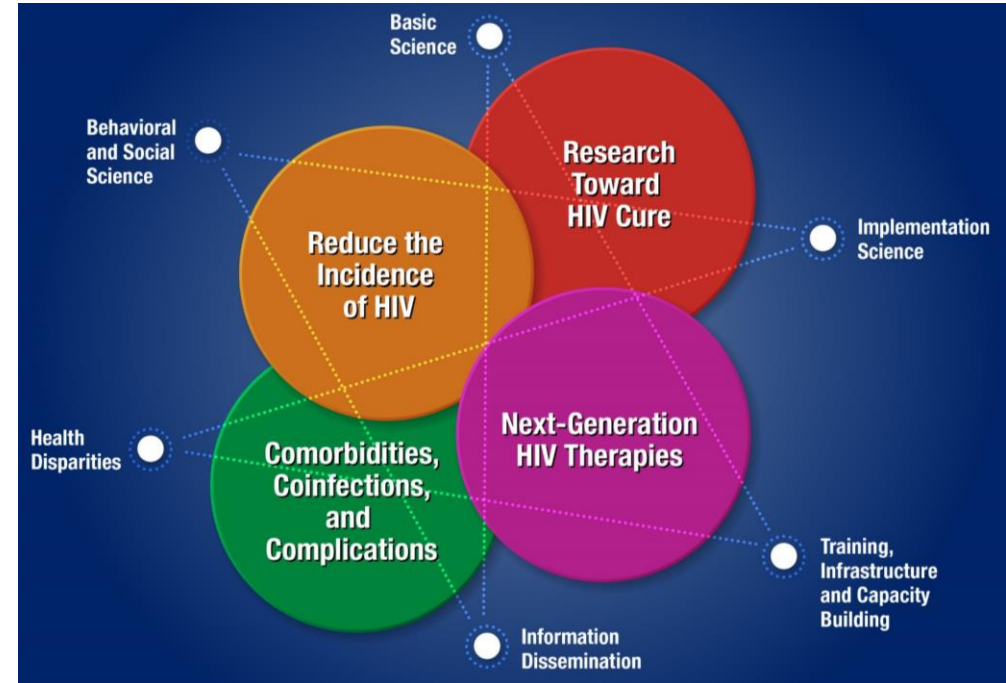 Basic
Science
Behavioral
and Social
Science
Research
Toward
HIV Cure
Reduce the
Incidence
of HIV
Implementation
Science
Health
Disparities
Comorbidities,
Coinfections,
and
Complications
Next-Generation
HIV Therapies
Training,
Infrastructure
and Capacity
Building
Information
Dissemination